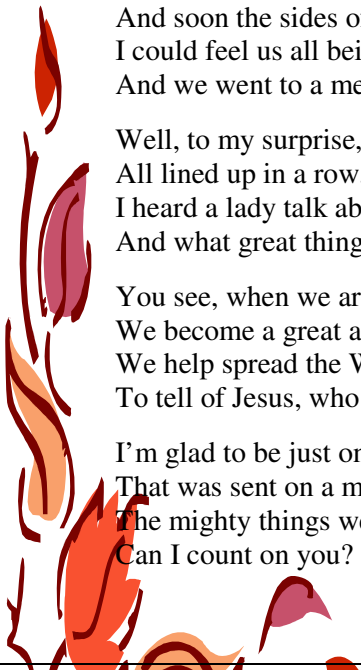 And soon the sides o
I could feel us all bei
And we went to a me
Well, to my surprise,
All lined up in a row
I heard a lady talk ab
And what great thing
You see, when we ar
We become a great a
We help spread the W
To tell of Jesus, who
I'm glad to be just on
That was sent on a m
The mighty things we
Can I count on you?